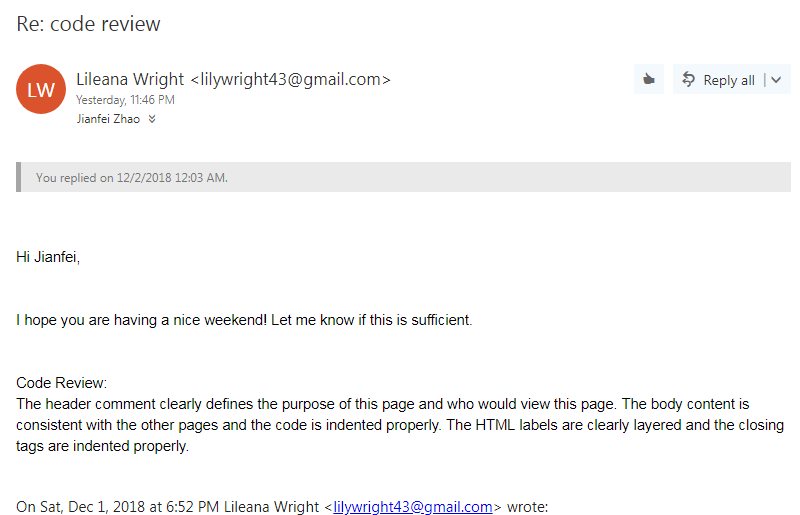 Re: code review
LW
Lileana Wright <lilywright43@gmail.com>
Reply all
Yesterday, 11:46 PM
Jianfei Zhao
You replied on 12/2/2018 12:03 AM.
Hi Jianfei,
I hope you are having a nice weekend! Let me know if this is sufficient.
Code Review:
The header comment clearly defines the purpose of this page and who would view this page. The body content is
consistent with the other pages and the code is indented properly. The HTML labels are clearly layered and the closing
tags are indented properly.
On Sat, Dec 1, 2018 at 6:52 PM Lileana Wright <lilywright43@gmail.com> wrote: